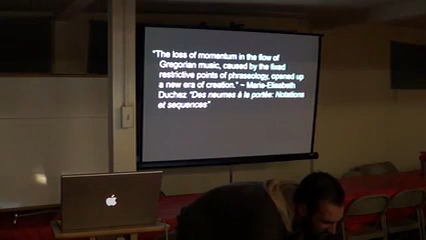 "The loss of momentum in the flow of
Gregorian music, caused by the fixed
restrictive points of phraseology, opened up
a new era of creation." ~ Marie-Elisabeth
Duchez "Des neumes à la portée: Notations
et sequences"